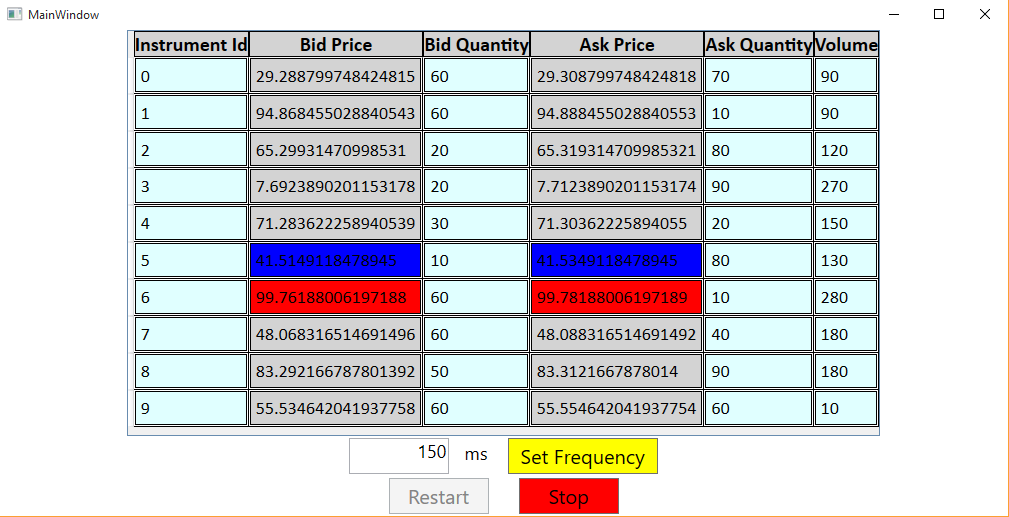 MainWindow
Instrument Id Bid Price Bid Quantity Ask Price Ask Quantity Volume
0 29.288799748424815 60 29.308799748424818 70 90
1 94.868455028840543 60 94.888455028840553 10 90
2 65.29931470998531 20 65.319314709985321 80 120
3 7.6923890201153178 20 7.7123890201153174 90 270
4 71.283622258940539 30 71.30362225894055 20 150
5 41.5149118478945 10 41.5349118478945 80 130
6 99.76188006197188 60 99.78188006197189 10 280
7 48.068316514691496 60 48.088316514691492 40 180
8 83.292166787801392 50 83.3121667878014 90 180
9 55.534642041937758 60 55.554642041937754 60 10
150 ms Set Frequency
Restart Stop